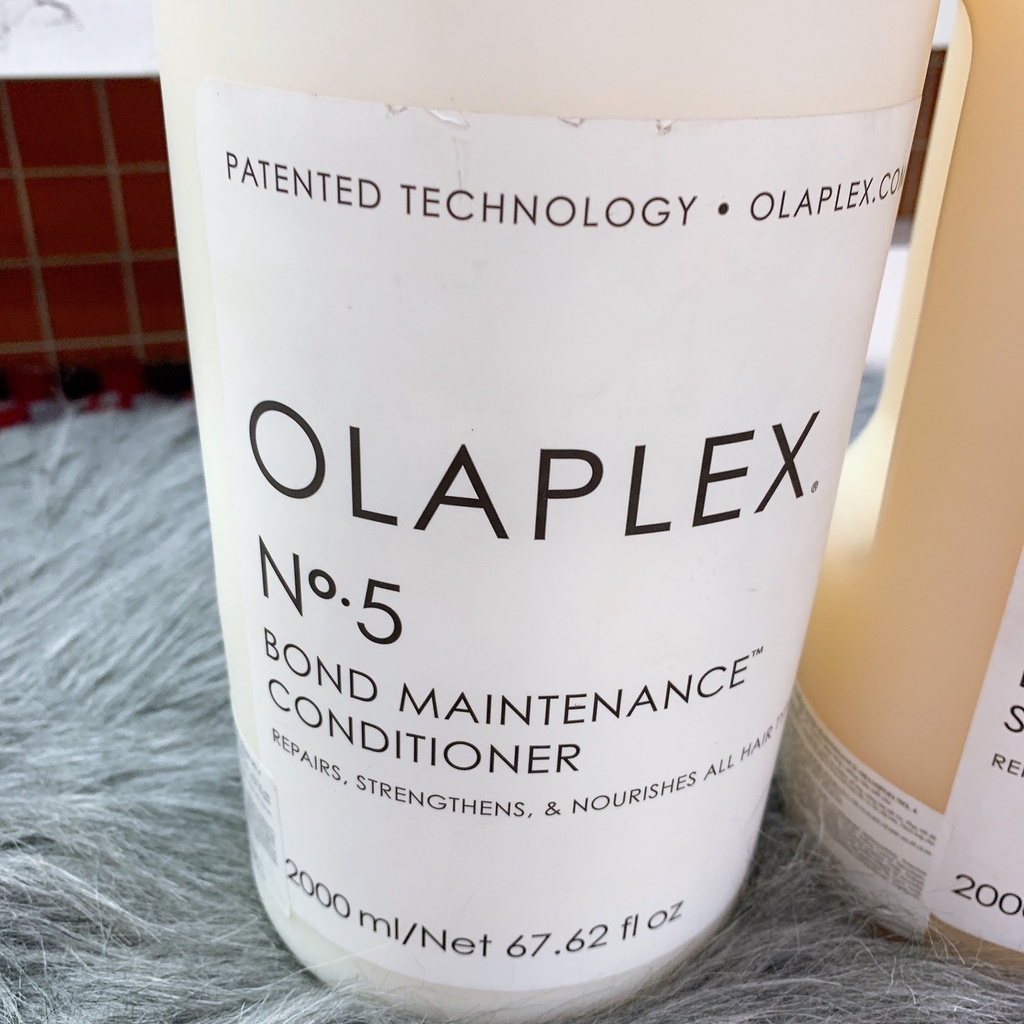 PATENTED TECHNOLOGY • OLAPLEX.CO
OLAPLEX®
Nº.5
BOND MAINTENANCE™
CONDITIONER
REPAIRS, STRENGTHENS, & NOURISHES ALL HAIR
2000 ml/Net 67.62 fl oz
200